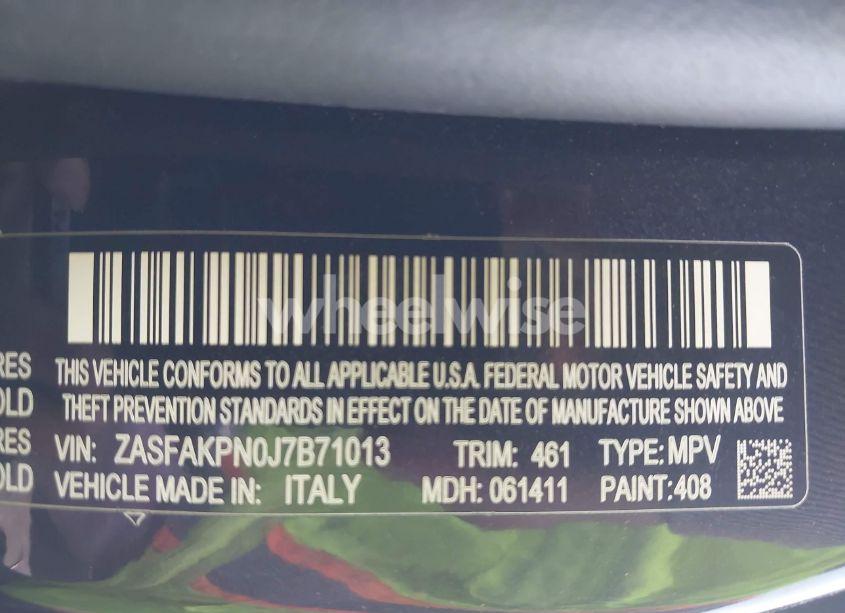 wheelwise
RES THIS VEHICLE CONFORMS TO ALL APPLICABLE U.S.A. FEDERAL MOTOR VEHICLE SAFETY AND
OLD THEFT PREVENTION STANDARDS IN EFFECT ON THE DATE OF MANUFACTURE SHOWN ABOVE
RES VIN: ZASFAKPN0J7B71013 TRIM: 461 TYPE: MPV
OLD VEHICLE MADE IN: ITALY MDH: 061411 PAINT: 408